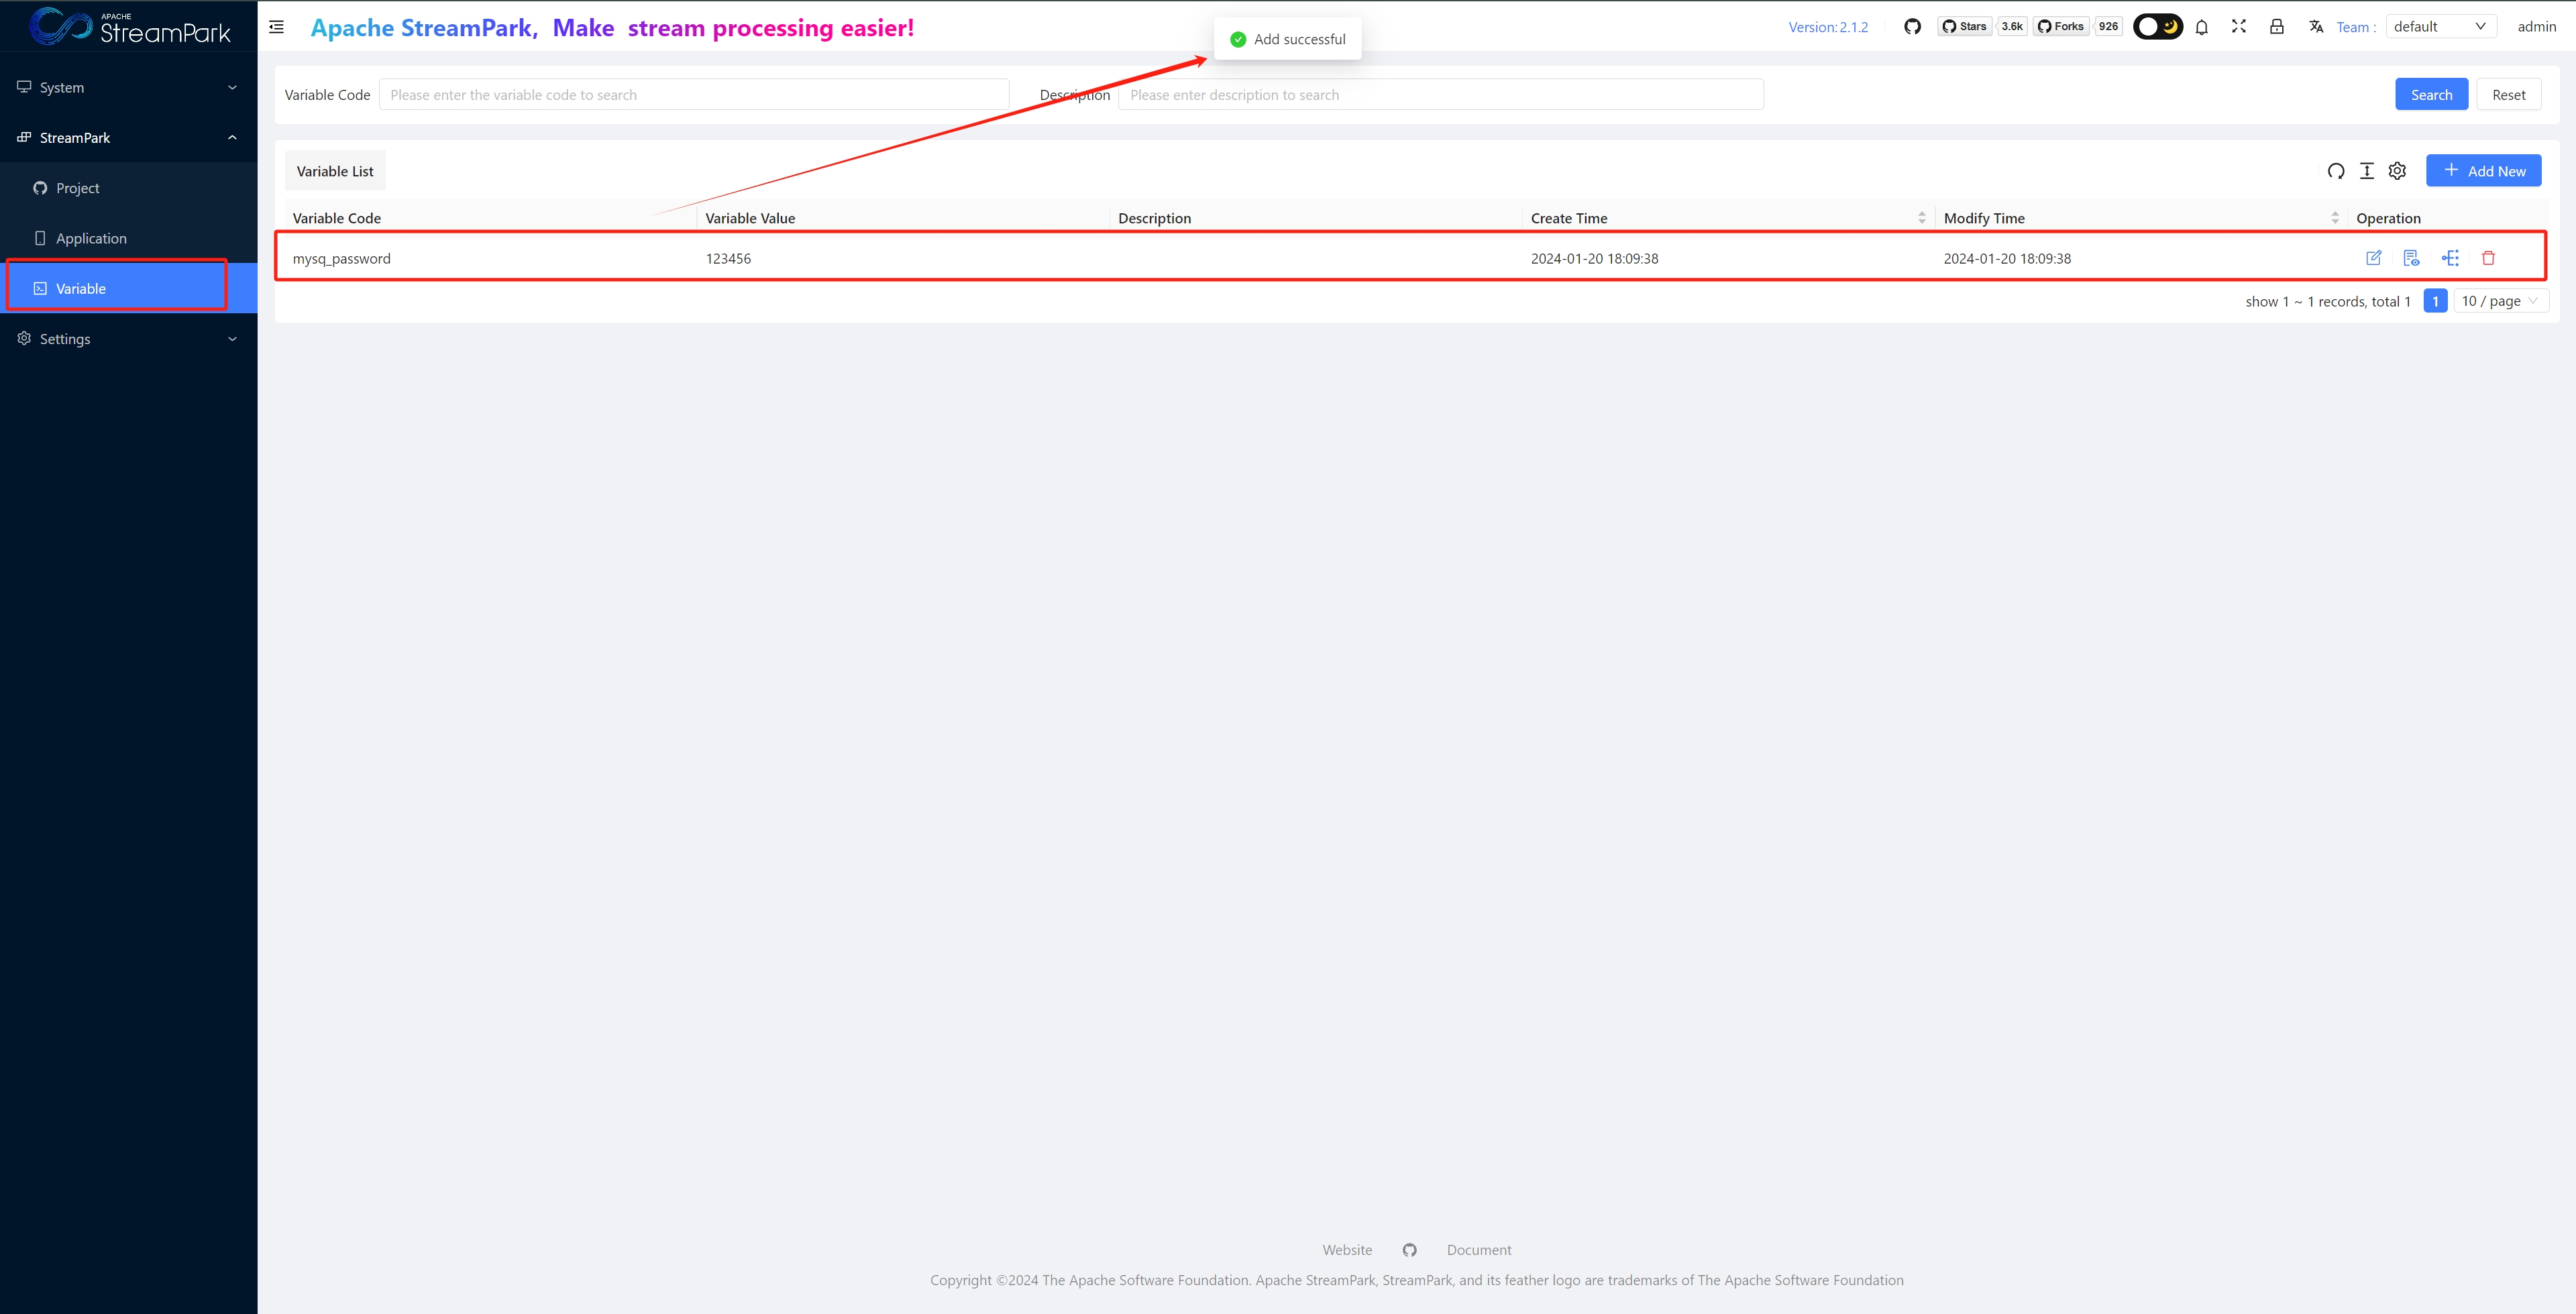 APACHE
StreamPark
Apache StreamPark, Make stream processing easier!
Add successful
Version: 2.1.2
Stars 3.6k
Forks 926
Team : default
admin
System
StreamPark
Project
Application
Variable
Settings
Variable Code Please enter the variable code to search
Description Please enter description to search
Search Reset
Variable List
Add New
Variable Code Variable Value Description Create Time Modify Time Operation
mysq_password 123456 2024-01-20 18:09:38 2024-01-20 18:09:38
show 1 ~ 1 records, total 1 1 10 / page
Website Document
Copyright ©2024 The Apache Software Foundation. Apache StreamPark, StreamPark, and its feather logo are trademarks of The Apache Software Foundation